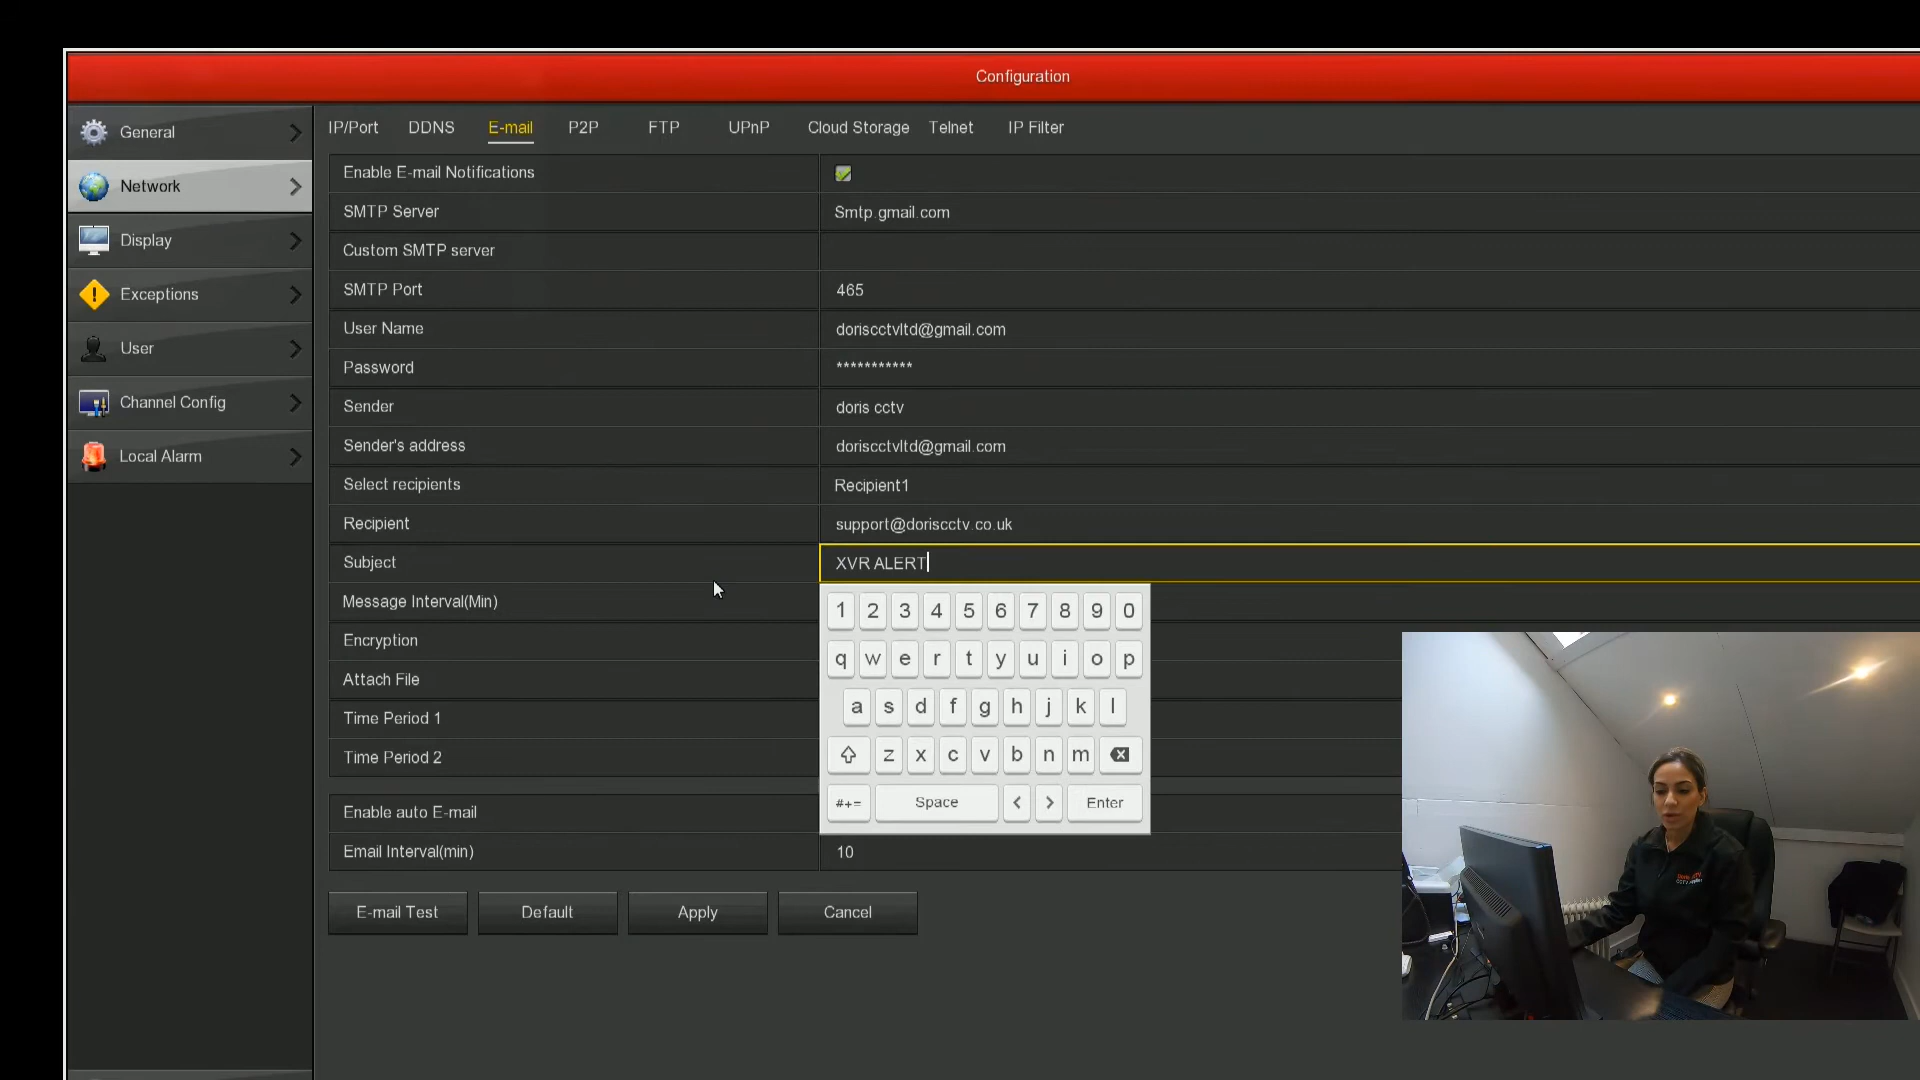 Configuration
General
Network
Display
Exceptions
User
Channel Config
Local Alarm
IP/Port DDNS E-mail P2P FTP UPnP Cloud Storage Telnet IP Filter
Enable E-mail Notifications
SMTP Server Smtp.gmail.com
Custom SMTP server
SMTP Port 465
User Name doriscctvltd@gmail.com
Password ***********
Sender doris cctv
Sender's address doriscctvltd@gmail.com
Select recipients Recipient1
Recipient support@doriscctv.co.uk
Subject XVR ALERT
Message Interval(Min)
Encryption
Attach File
Time Period 1
Time Period 2
1 2 3 4 5 6 7 8 9 0
q w e r t y u i o p
a s d f g h j k l
z x c v b n m
#+= Space < > Enter
Enable auto E-mail
Email Interval(min) 10
E-mail Test Default Apply Cancel